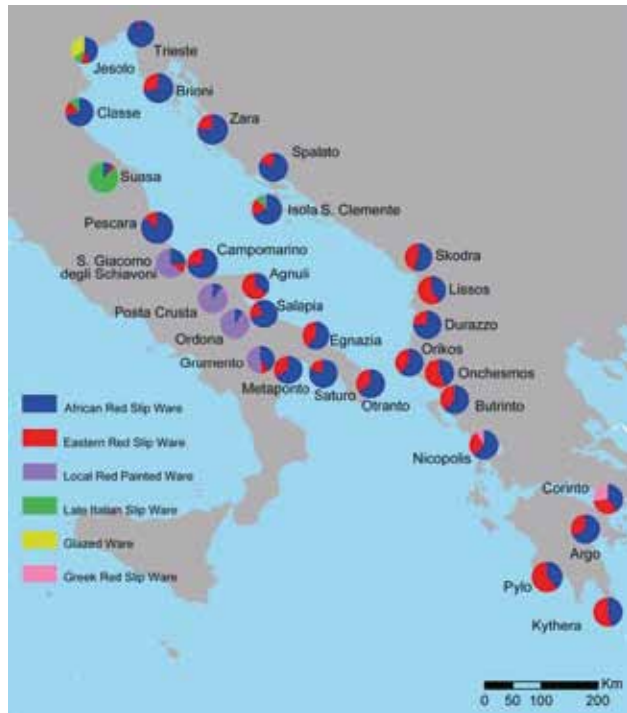 Trieste
Jesolo
Brioni
Classe
Zara
Spalato
Suasa
Isola S. Clemente
Pescara
Campomarino
S. Giacomo
degli Schiavoni
Skodra
Agnuli
Lissos
Posta Crusta
Salapia
Durazzo
Ordona
Egnazia
Orikos
Grumento
Onchesmos
Metaponto
Saturo
Otranto
Butrinto
African Red Slip Ware
Eastern Red Slip Ware
Nicopolis
Local Red Painted Ware
Corinto
Late Italian Slip Ware
Glazed Ware
Argo
Greek Red Slip Ware
Pylo
Kythera
Km
0 50 100 200